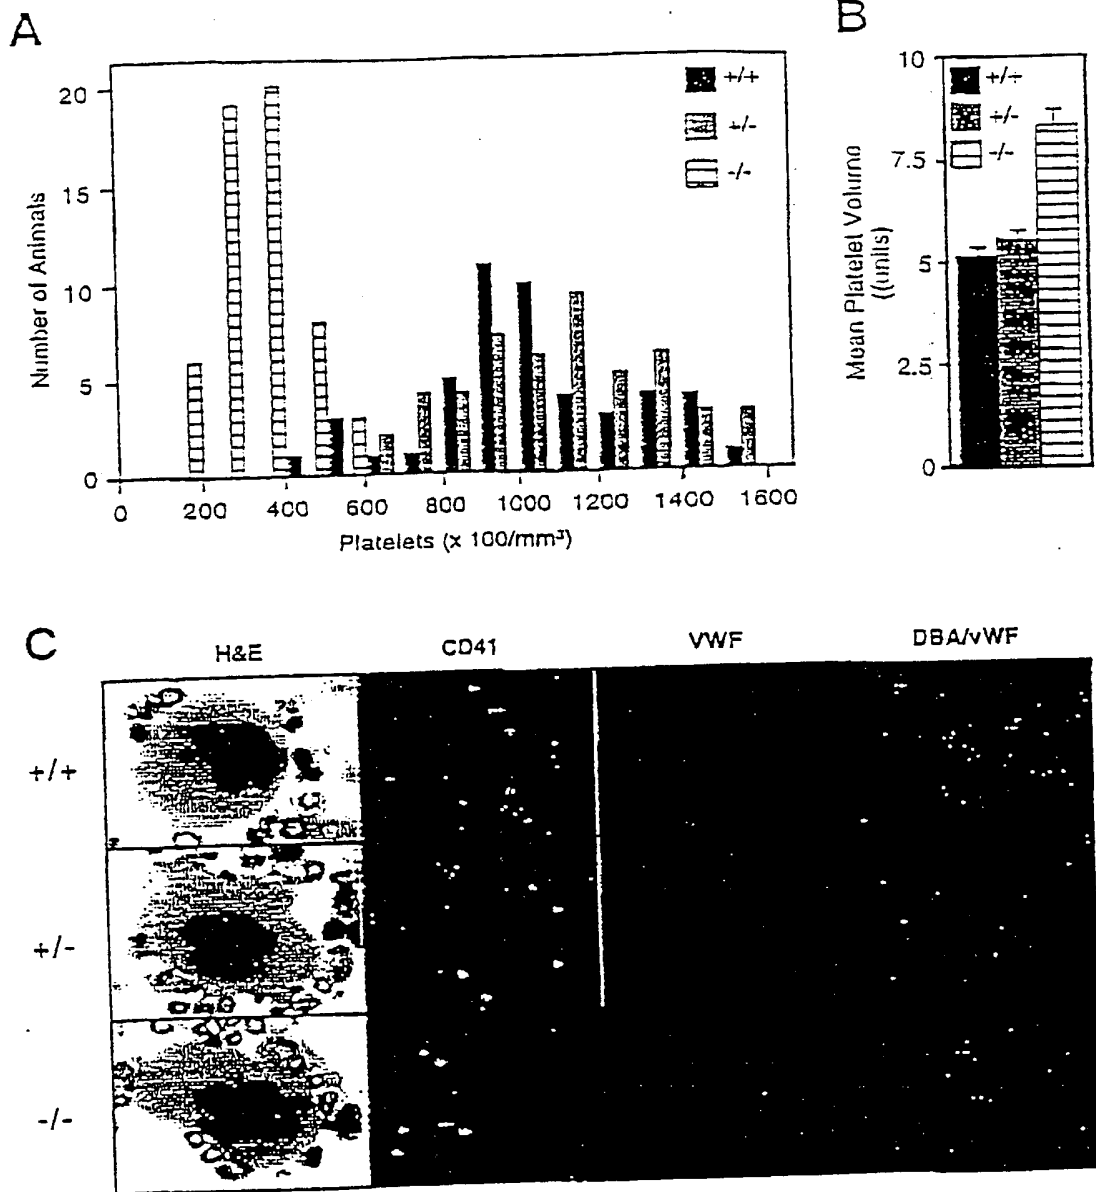 A
20
15
10
5
0
Number of Animals
+/+
+/-
-/-
0 200 400 600 800 1000 1200 1400 1600
Platelets (x 100/mm³)
B
10
7.5
5
2.5
0
Mean Platelet Volume
((units)
+/+
+/-
-/-
C
H&E CD41 VWF DBA/vWF
+/+
+/-
-/-